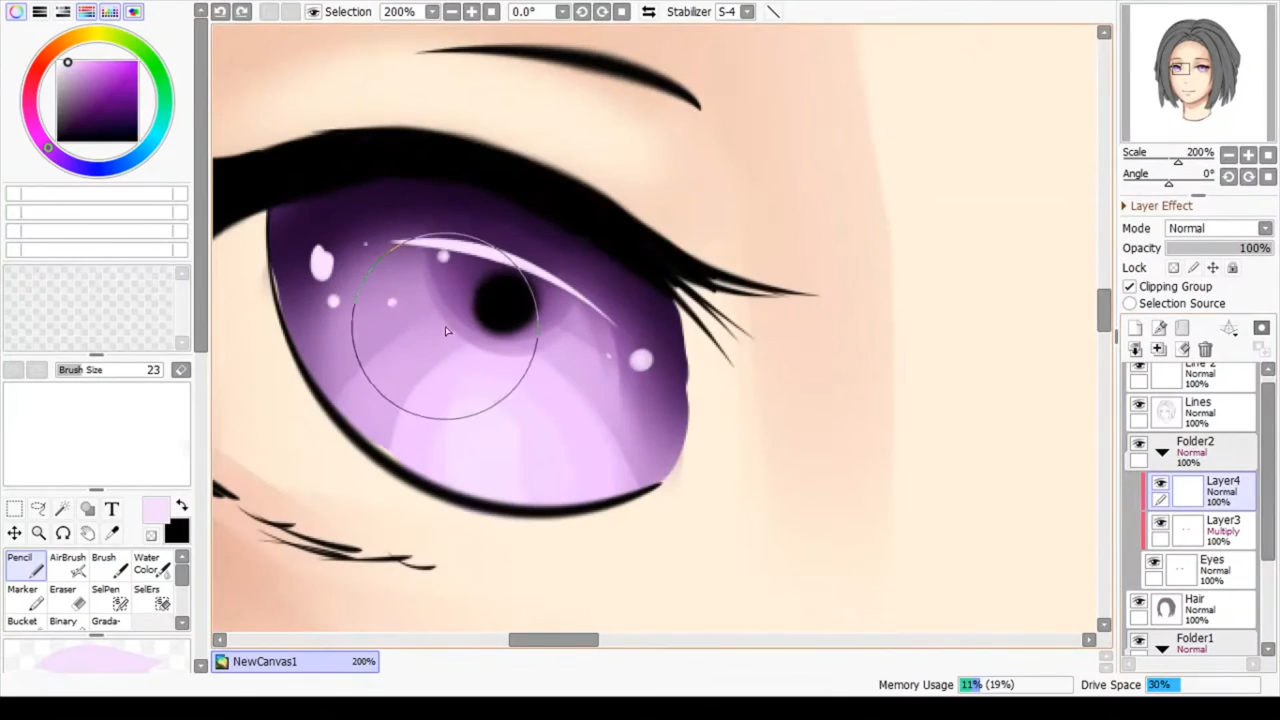 Selection 200% 0.0° Stabilizer S-4
Scale 200%
Angle 0°
Layer Effect
Mode Normal
Opacity 100%
Lock
Clipping Group
Selection Source
Brush Size 23
Line 2
Normal
100%
Lines
Normal
100%
Folder2
Normal
100%
Layer4
Normal
100%
Layer3
Multiply
100%
Eyes
Normal
100%
Hair
Normal
100%
Folder1
Normal
T
Pencil AirBrush Brush Water Color
Marker Eraser SelPen SelErs
Bucket Binary Grada-
NewCanvas1 200%
Memory Usage 11% (19%) Drive Space 30%